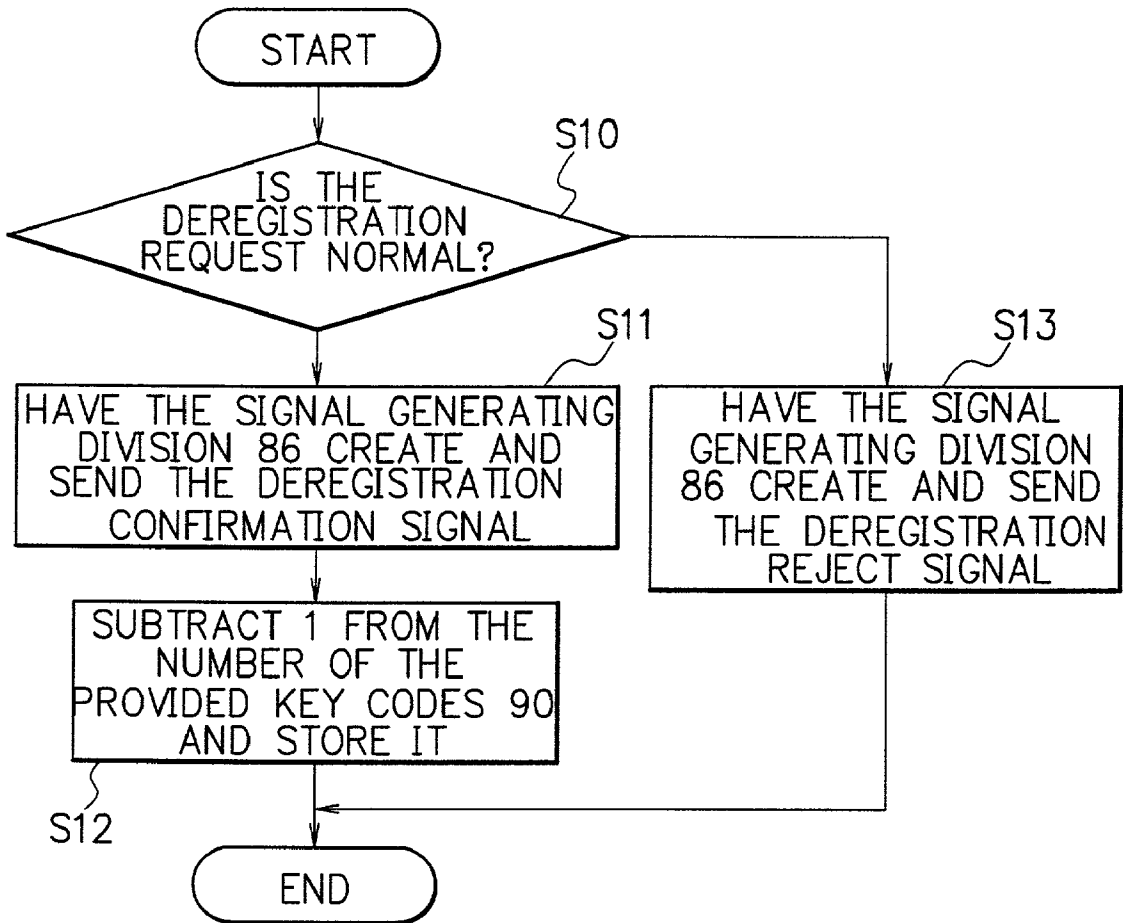 START
S10
IS THE
DEREGISTRATION
REQUEST NORMAL?
S11
HAVE THE SIGNAL GENERATING
DIVISION 86 CREATE AND
SEND THE DEREGISTRATION
CONFIRMATION SIGNAL
S13
HAVE THE SIGNAL
GENERATING DIVISION
86 CREATE AND SEND
THE DEREGISTRATION
REJECT SIGNAL
SUBTRACT 1 FROM THE
NUMBER OF THE
PROVIDED KEY CODES 90
AND STORE IT
S12
END